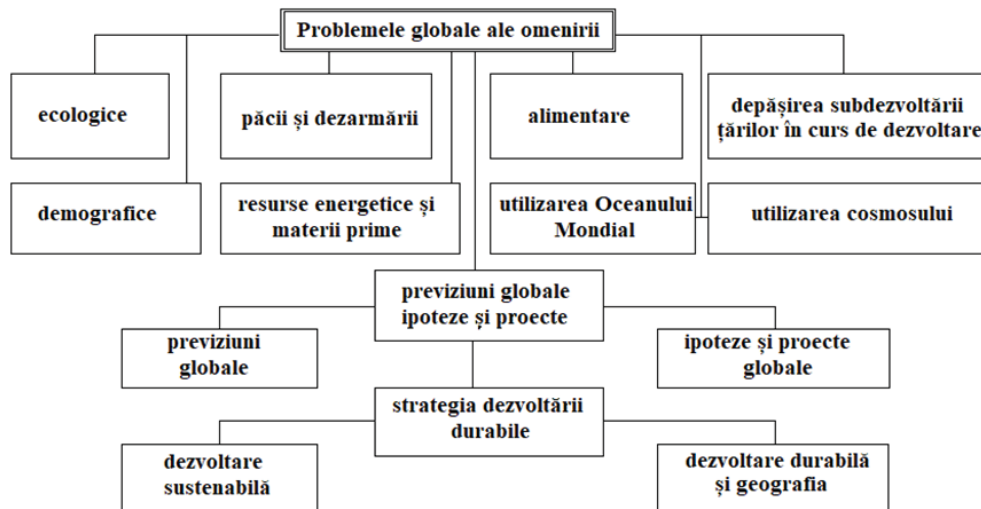 Problemele globale ale omenirii
ecologice
păcii și dezarmării
alimentare
depășirea subdezvoltării
țărilor în curs de dezvoltare
demografice
resurse energetice și
materii prime
utilizarea Oceanului
Mondial
utilizarea cosmosului
previziuni globale
ipoteze și proecte
previziuni
globale
ipoteze și proecte
globale
strategia dezvoltării
durabile
dezvoltare
sustenabilă
dezvoltare durabilă
și geografia